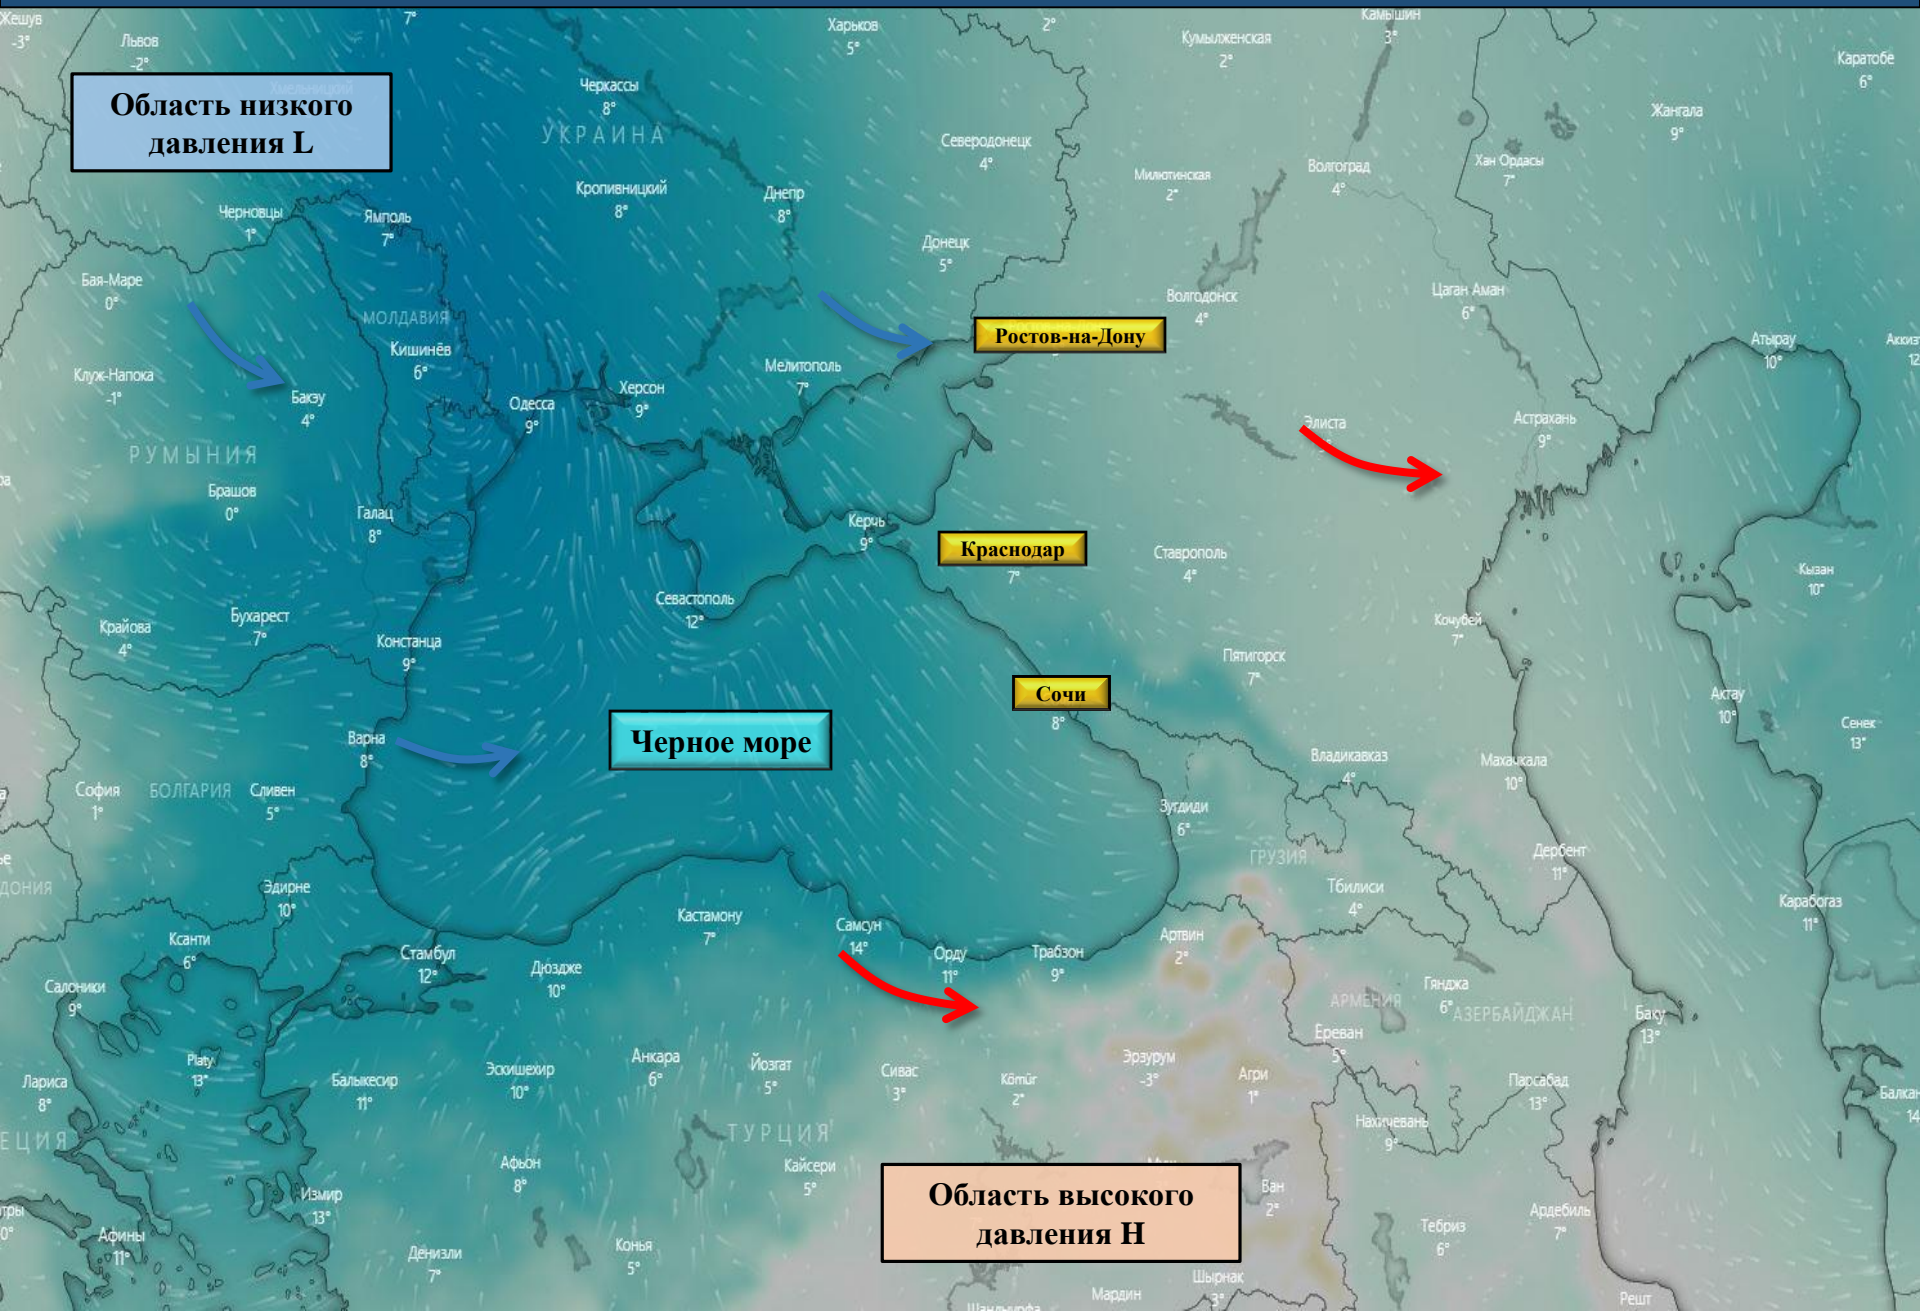 Жешув
-3°
Львов
-2°
7°
Харьков
5°
2°
Кумылженская
2°
Камышин
3°
Каратобе
6°
Область низкого
давления L
Хмельницкий
Черкассы
8°
УКРАИНА
Северодонецк
4°
Жангала
9°
Милютинская
2°
Волгоград
4°
Хан Ордасы
7°
Черновцы
1°
Ямполь
7°
Кропивницкий
8°
Днепр
8°
Донецк
5°
Бая-Маре
0°
МОЛДАВИЯ
Кишинёв
6°
Волгодонск
4°
Цаган Аман
6°
Ростов-на-Дону
Атырау
10°
Клуж-Напока
-1°
Бакэу
4°
Одесса
9°
Херсон
9°
Мелитополь
7°
Элиста
Астрахань
9°
РУМЫНИЯ
Брашов
0°
Галац
8°
Керчь
9°
Краснодар
7°
Ставрополь
4°
Кызан
10°
Крайова
4°
Бухарест
7°
Констанца
9°
Севастополь
12°
Кочубей
7°
Пятигорск
7°
Сочи
8°
Актау
10°
Сенек
13°
Варна
8°
Черное море
Владикавказ
4°
Махачкала
10°
София
1°
БОЛГАРИЯ
Сливен
5°
Зугдиди
6°
ГРУЗИЯ
Дербент
11°
Эдирне
10°
Тбилиси
4°
Карабогаз
11°
Ксанти
6°
Стамбул
12°
Дюздже
10°
Кастамону
7°
Самсун
14°
Орду
11°
Трабзон
9°
Артвин
2°
Салоники
9°
АРМЕНИЯ
Гянджа
6°
АЗЕРБАЙДЖАН
Баку
13°
Ереван
5°
Platy
13°
Лариса
8°
Балыкесир
11°
Эскишехир
10°
Анкара
6°
Йозгат
5°
Сивас
3°
Kömür
2°
Эрзурум
-3°
Агри
1°
Парсабад
13°
Нахичевань
9°
ТУРЦИЯ
Афьон
8°
Кайсери
5°
Область высокого
давления H
Ван
2°
Измир
13°
Афины
11°
Денизли
7°
Конья
5°
Тебриз
6°
Ардебиль
7°
Мардин
Шырнак
3°
Решт